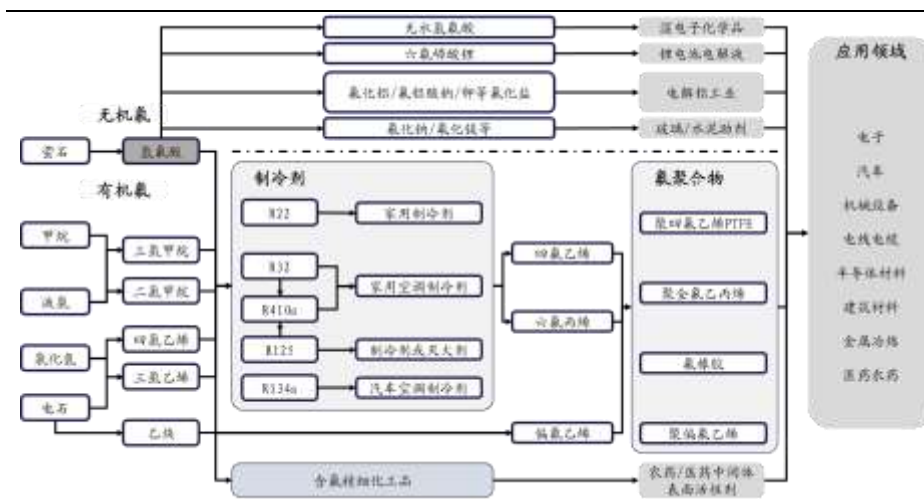 无水氢氟酸
湿电子化学品
六氟磷酸锂
锂电池电解液
氟化铝/氟铝酸钠/钾等氟化盐
电解铝工业
氟化钠/氟化镁等
玻璃/水泥助剂
无机氟
萤石
氢氟酸
有机氟
甲烷
液氯
氯化氢
电石
三氯甲烷
二氯甲烷
四氯乙烯
三氯乙烯
乙炔
制冷剂
R22
家用制冷剂
R32
R410a
家用空调制冷剂
R125
制冷剂或灭火剂
R134a
汽车空调制冷剂
四氟乙烯
六氟丙烯
偏氟乙烯
氟聚合物
聚四氟乙烯PTFE
聚全氟乙丙烯
氟橡胶
聚偏氟乙烯
含氟精细化工品
农药/医药中间体
表面活性剂
应用领域
电子
汽车
机械设备
电线电缆
半导体材料
建筑材料
金属冶炼
医药农药